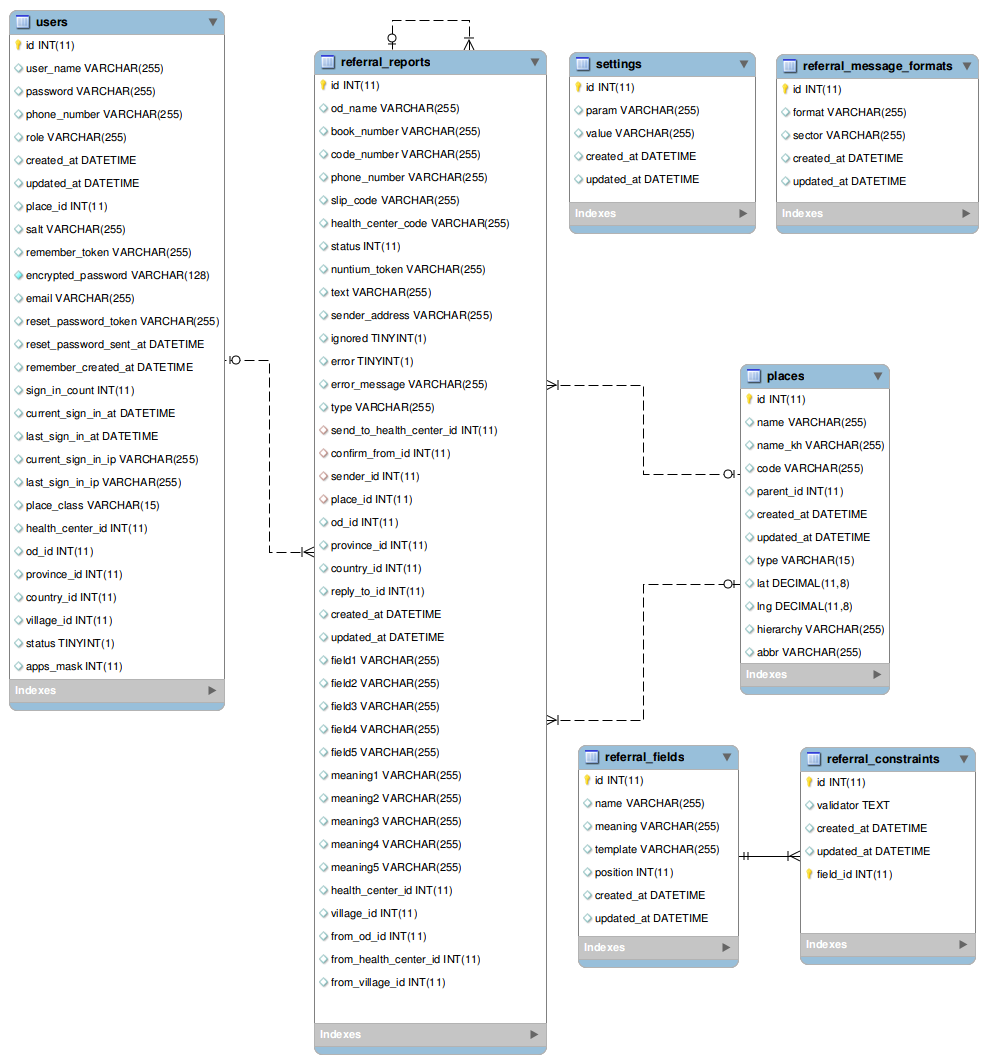 users
id INT(11)
user_name VARCHAR(255)
password VARCHAR(255)
phone_number VARCHAR(255)
role VARCHAR(255)
created_at DATETIME
updated_at DATETIME
place_id INT(11)
salt VARCHAR(255)
remember_token VARCHAR(255)
encrypted_password VARCHAR(128)
email VARCHAR(255)
reset_password_token VARCHAR(255)
reset_password_sent_at DATETIME
remember_created_at DATETIME
sign_in_count INT(11)
current_sign_in_at DATETIME
last_sign_in_at DATETIME
current_sign_in_ip VARCHAR(255)
last_sign_in_ip VARCHAR(255)
place_class VARCHAR(15)
health_center_id INT(11)
od_id INT(11)
province_id INT(11)
country_id INT(11)
village_id INT(11)
status TINYINT(1)
apps_mask INT(11)
Indexes
referral_reports
id INT(11)
od_name VARCHAR(255)
book_number VARCHAR(255)
code_number VARCHAR(255)
phone_number VARCHAR(255)
slip_code VARCHAR(255)
health_center_code VARCHAR(255)
status INT(11)
nuntium_token VARCHAR(255)
text VARCHAR(255)
sender_address VARCHAR(255)
ignored TINYINT(1)
error TINYINT(1)
error_message VARCHAR(255)
type VARCHAR(255)
send_to_health_center_id INT(11)
confirm_from_id INT(11)
sender_id INT(11)
place_id INT(11)
od_id INT(11)
province_id INT(11)
country_id INT(11)
reply_to_id INT(11)
created_at DATETIME
updated_at DATETIME
field1 VARCHAR(255)
field2 VARCHAR(255)
field3 VARCHAR(255)
field4 VARCHAR(255)
field5 VARCHAR(255)
meaning1 VARCHAR(255)
meaning2 VARCHAR(255)
meaning3 VARCHAR(255)
meaning4 VARCHAR(255)
meaning5 VARCHAR(255)
health_center_id INT(11)
village_id INT(11)
from_od_id INT(11)
from_health_center_id INT(11)
from_village_id INT(11)
Indexes
settings
id INT(11)
param VARCHAR(255)
value VARCHAR(255)
created_at DATETIME
updated_at DATETIME
Indexes
referral_message_formats
id INT(11)
format VARCHAR(255)
sector VARCHAR(255)
created_at DATETIME
updated_at DATETIME
Indexes
places
id INT(11)
name VARCHAR(255)
name_kh VARCHAR(255)
code VARCHAR(255)
parent_id INT(11)
created_at DATETIME
updated_at DATETIME
type VARCHAR(15)
lat DECIMAL(11,8)
lng DECIMAL(11,8)
hierarchy VARCHAR(255)
abbr VARCHAR(255)
Indexes
referral_fields
id INT(11)
name VARCHAR(255)
meaning VARCHAR(255)
template VARCHAR(255)
position INT(11)
created_at DATETIME
updated_at DATETIME
Indexes
referral_constraints
id INT(11)
validator TEXT
created_at DATETIME
updated_at DATETIME
field_id INT(11)
Indexes